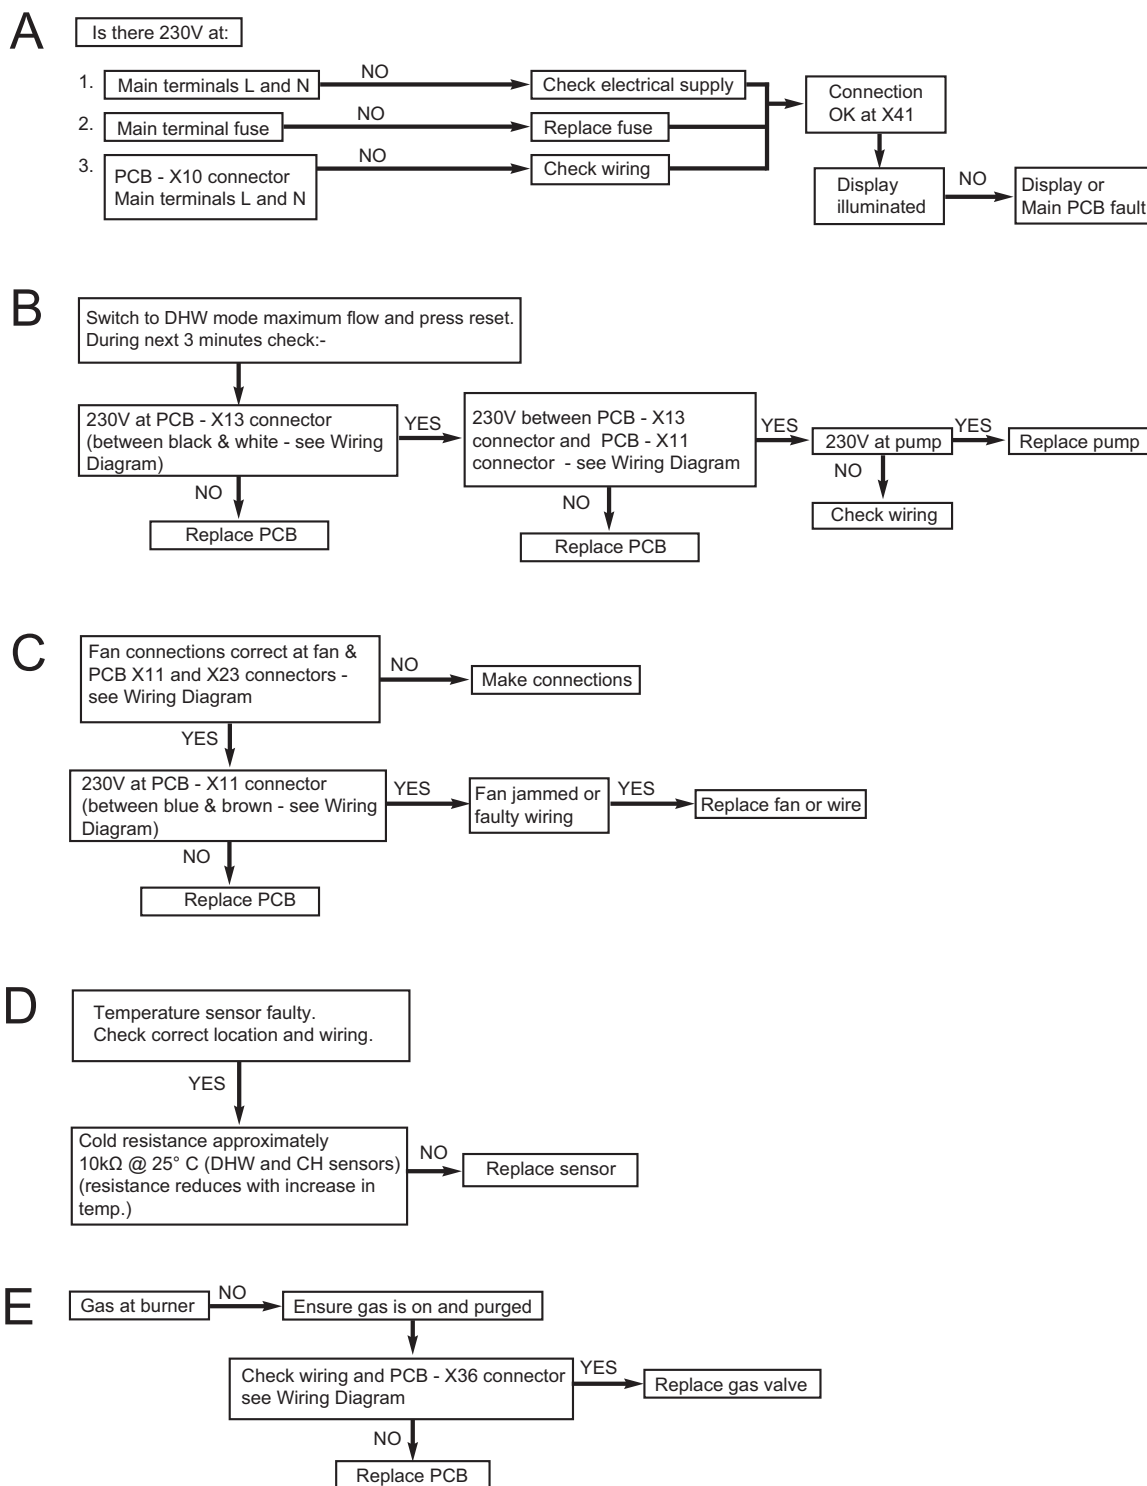 A
Is there 230V at:
1. Main terminals L and N
NO
Check electrical supply
2. Main terminal fuse
NO
Replace fuse
3. PCB - X10 connector
Main terminals L and N
NO
Check wiring
Connection
OK at X41
Display
illuminated
NO
Display or
Main PCB fault
B
Switch to DHW mode maximum flow and press reset.
During next 3 minutes check:-
230V at PCB - X13 connector
(between black & white - see Wiring
Diagram)
YES
NO
Replace PCB
230V between PCB - X13
connector and PCB - X11
connector - see Wiring Diagram
YES
NO
Replace PCB
230V at pump
YES
Replace pump
NO
Check wiring
C
Fan connections correct at fan &
PCB X11 and X23 connectors -
see Wiring Diagram
NO
Make connections
YES
230V at PCB - X11 connector
(between blue & brown - see Wiring
Diagram)
YES
Fan jammed or
faulty wiring
YES
Replace fan or wire
NO
Replace PCB
D
Temperature sensor faulty.
Check correct location and wiring.
YES
Cold resistance approximately
10kΩ @ 25° C (DHW and CH sensors)
(resistance reduces with increase in
temp.)
NO
Replace sensor
E
Gas at burner
NO
Ensure gas is on and purged
Check wiring and PCB - X36 connector
see Wiring Diagram
YES
Replace gas valve
NO
Replace PCB